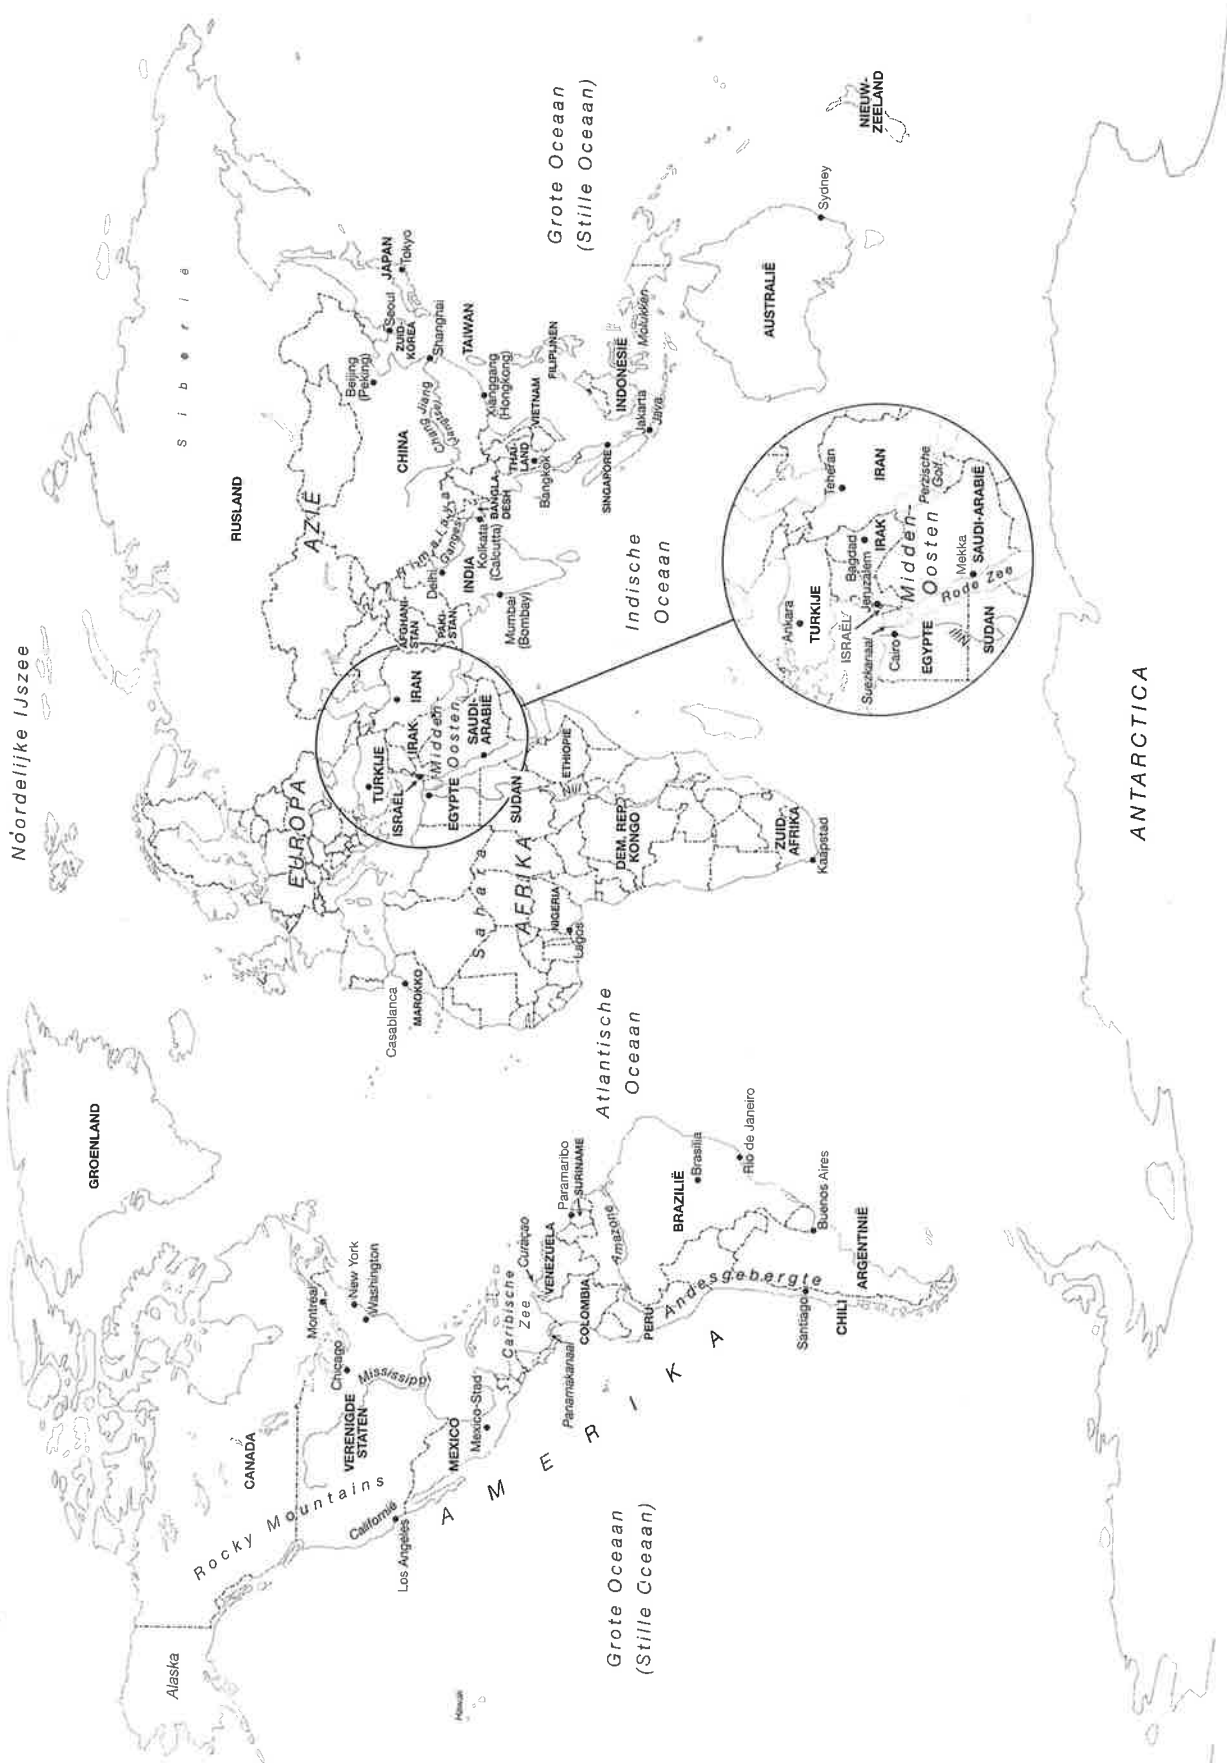 Noordelijke IJszee
GROENLAND
Alaska
Siberië
RUSLAND
CANADA
Rocky Mountains
EUROPA
AZIË
Montreal
New York
Washington
Chicago
Mississippi
VERENIGDE
STATEN
Californië
Los Angeles
MEXICO
Mexico-Stad
Hawaii
AMERIKA
Caribische
Zee
Curaçao
Panamakanaal
VENEZUELA
COLOMBIA
Paramaribo
SURINAME
Amazone
PERU
BRAZILIË
Brasília
Rio de Janeiro
Andesgebergte
Santiago
CHILI
Buenos Aires
ARGENTINIË
Grote Oceaan
(Stille Oceaan)
Atlantische
Oceaan
Casablanca
MAROKKO
Sahara
AFRIKA
NIGERIA
Lagos
DEM. REP.
KONGO
ZUID-
AFRIKA
Kaapstad
ETHIOPIË
SUDAN
EGYPTE
ISRAËL
TURKIJE
IRAK
IRAN
Midden-
Oosten
SAUDI-
ARABIË
AFGHANI-
STAN
PAKI-
STAN
Himalaya
Delhi
Ganges
INDIA
Kolkata
(Calcutta)
Mumbai
(Bombay)
BANGLA-
DESH
CHINA
Chang Jiang
Beijing
(Peking)
Seoul
ZUID-
KOREA
JAPAN
Tokyo
Shanghai
TAIWAN
Xianggang
(Hongkong)
VIETNAM
THAI-
LAND
Bangkok
FILIPIJNEN
SINGAPORE
INDONESIË
Jakarta
Java
Molukken
Indische
Oceaan
Grote Oceaan
(Stille Oceaan)
AUSTRALIË
Sydney
NIEUW-
ZEELAND
Ankara
TURKIJE
Teheran
IRAN
Bagdad
IRAK
Jeruzalem
ISRAËL
Suezkanaal
Cairo
EGYPTE
Midden-
Oosten
Perzische
Golf
Mekka
SAUDI-ARABIË
Rode Zee
SUDAN
ANTARCTICA